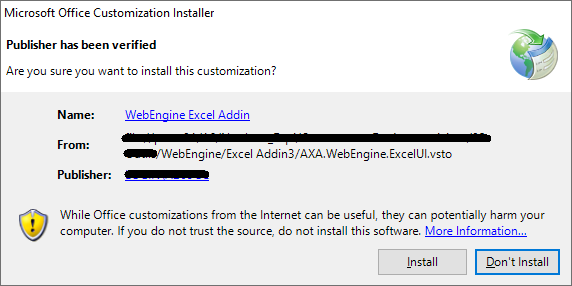 Microsoft Office Customization Installer
Publisher has been verified
Are you sure you want to install this customization?
Name: WebEngine Excel Addin
From:
/WebEngine/Excel Addin3/AXA.WebEngine.ExcelUI.vsto
Publisher:
While Office customizations from the Internet can be useful, they can potentially harm your
computer. If you do not trust the source, do not install this software. More Information...
Install Don't Install